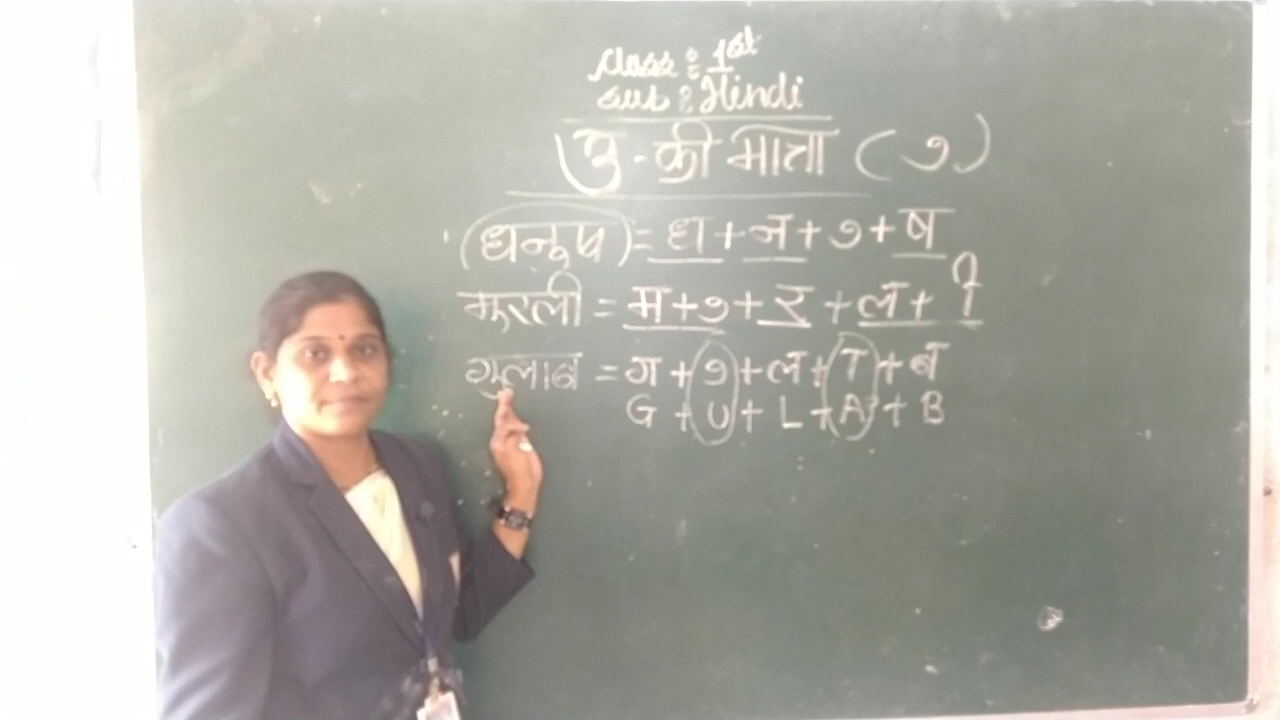 Class : 1st
Sub : Hindi
उ - की मात्रा ( ु )
(धनुष) = ध + न + ु + ष
मुरली = म + ु + र + ल + ी
गुलाब = ग + ु + ल + ा + ब
G + U + L + A + B